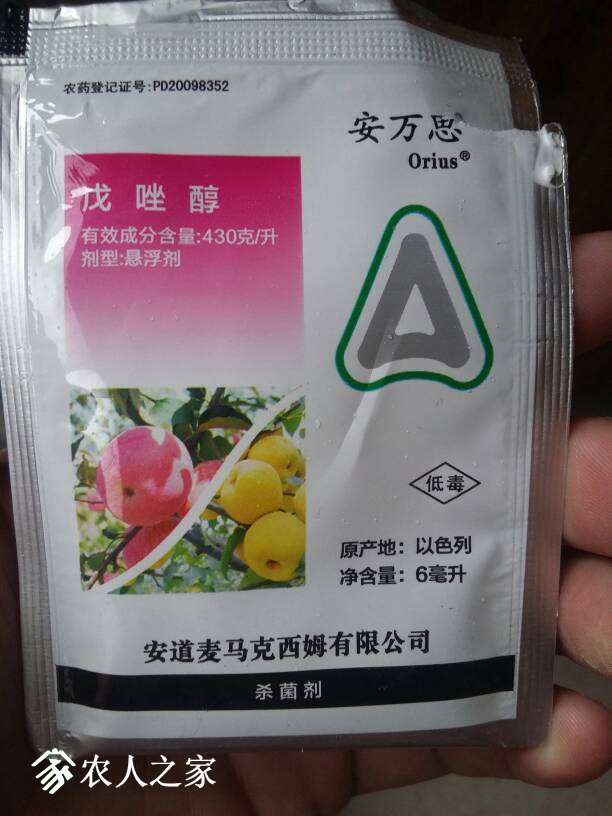 农药登记证号:PD20098352
安万思
Orius®
戊唑醇
有效成分含量:430克/升
剂型:悬浮剂
低毒
原产地：以色列
净含量：6毫升
安道麦马克西姆有限公司
杀菌剂
农人之家